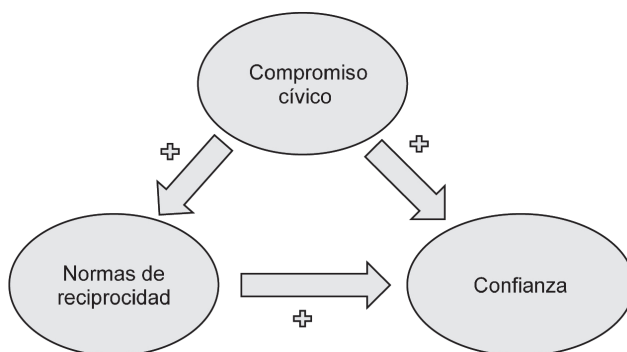 Compromiso
cívico
+
+
Normas de
reciprocidad
Confianza
+